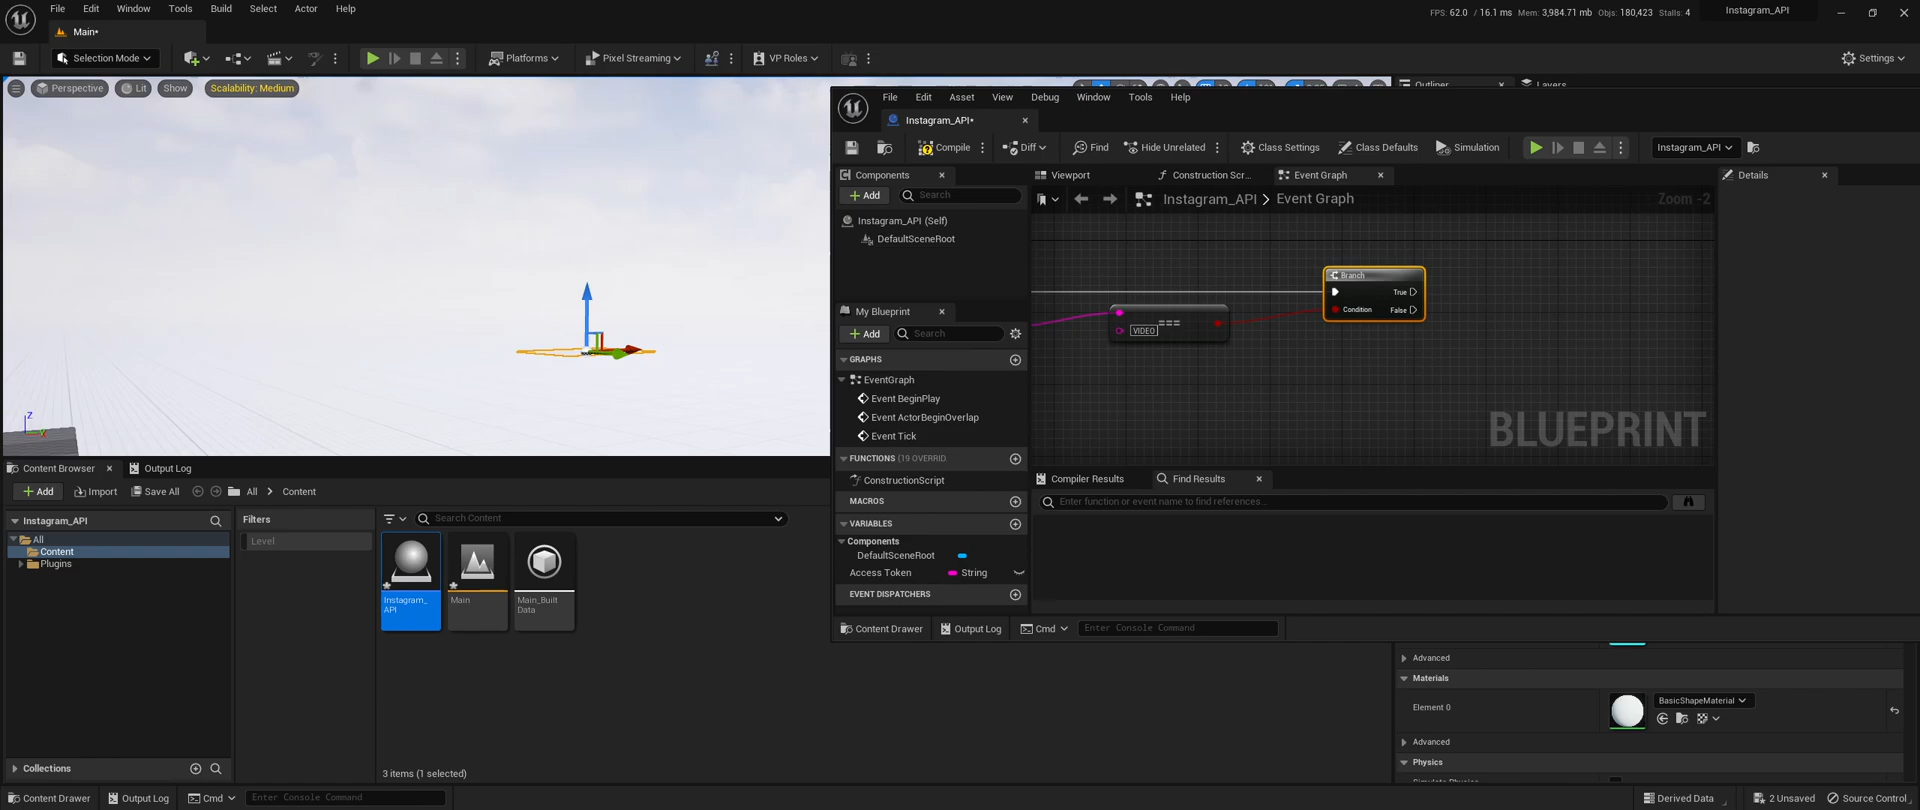 File Edit Window Tools Build Select Actor Help
FPS: 62.0 / 16.1 ms Mem: 3,984.71 mb Objs: 180,423 Stalls: 4
Instagram_API
Main•
Selection Mode
Platforms
Pixel Streaming
VP Roles
Settings
Perspective
Lit
Show
Scalability: Medium
Outliner
Layers
File Edit Asset View Debug Window Tools Help
Instagram_API•
Compile
Diff
Find
Hide Unrelated
Class Settings
Class Defaults
Simulation
Instagram_API
Components
Viewport
Construction Scr...
Event Graph
Details
Add
Search
Instagram_API > Event Graph
Zoom -2
Instagram_API (Self)
DefaultSceneRoot
Branch
True
Condition
False
===
VIDEO
BLUEPRINT
My Blueprint
Add
Search
GRAPHS
EventGraph
Event BeginPlay
Event ActorBeginOverlap
Event Tick
FUNCTIONS (19 OVERRID
ConstructionScript
MACROS
VARIABLES
Components
DefaultSceneRoot
Access Token
String
EVENT DISPATCHERS
Compiler Results
Find Results
Enter function or event name to find references...
Content Drawer
Output Log
Cmd
Enter Console Command
Z
Content Browser
Output Log
Add
Import
Save All
All > Content
Instagram_API
Filters
Search Content
Level
All
Content
Plugins
Instagram_
API
Main
Main_Built
Data
Advanced
Materials
Element 0
BasicShapeMaterial
Advanced
Physics
Collections
3 items (1 selected)
Content Drawer
Output Log
Cmd
Enter Console Command
Derived Data
2 Unsaved
Source Control